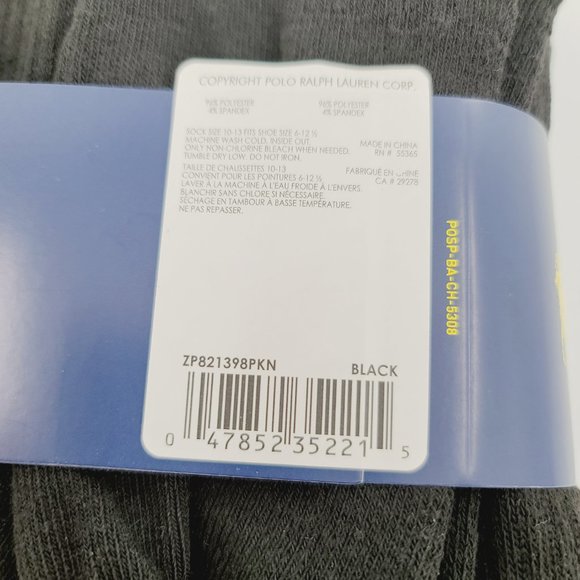 COPYRIGHT POLO RALPH LAUREN CORP.
96% POLYESTER 96% POLYESTER
4% SPANDEX 4% SPANDEX
SOCK SIZE 10-13 FITS SHOE SIZE 6-12 ½
MACHINE WASH COLD. INSIDE OUT. MADE IN CHINA
ONLY NON-CHLORINE BLEACH WHEN NEEDED. RN# 55365
TUMBLE DRY LOW. DO NOT IRON.
TAILLE DE CHAUSSETTES 10-13 FABRIQUÉ EN CHINE
CONVIENT POUR LES POINTURES 6-12 ½ CA # 29278
LAVER À LA MACHINE À L'EAU FROIDE À L'ENVERS.
BLANCHIR SANS CHLORE SI NÉCESSAIRE.
SÉCHAGE EN TAMBOUR À BASSE TEMPÉRATURE.
NE PAS REPASSER.
ZP821398PKN BLACK
0 47852 35221 5
POSP-BA-CH-5308